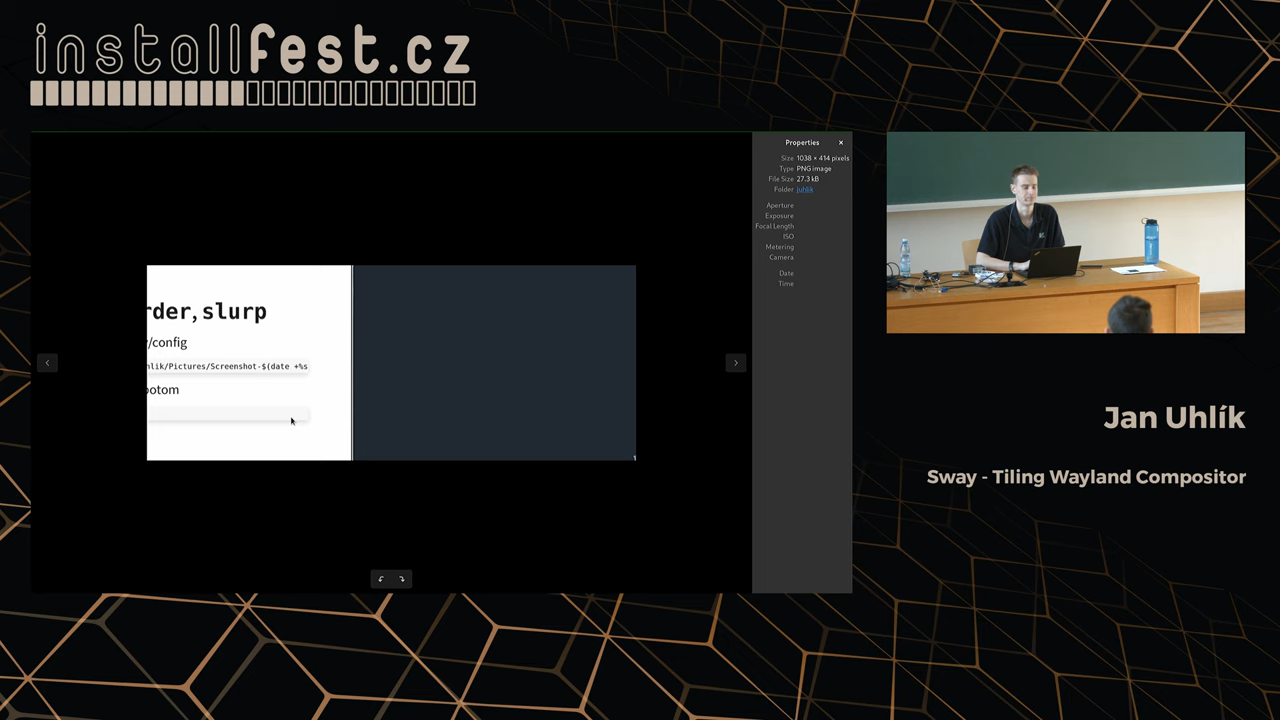 installfest.cz
Properties
Size 1038 × 414 pixels
Type PNG image
File Size 27.3 kB
Folder juhlik
Aperture
Exposure
Focal Length
ISO
Metering
Camera
Date
Time
rder, slurp
/config
hlik/Pictures/Screenshot-$(date +%s
ootom
Jan Uhlík
Sway - Tiling Wayland Compositor